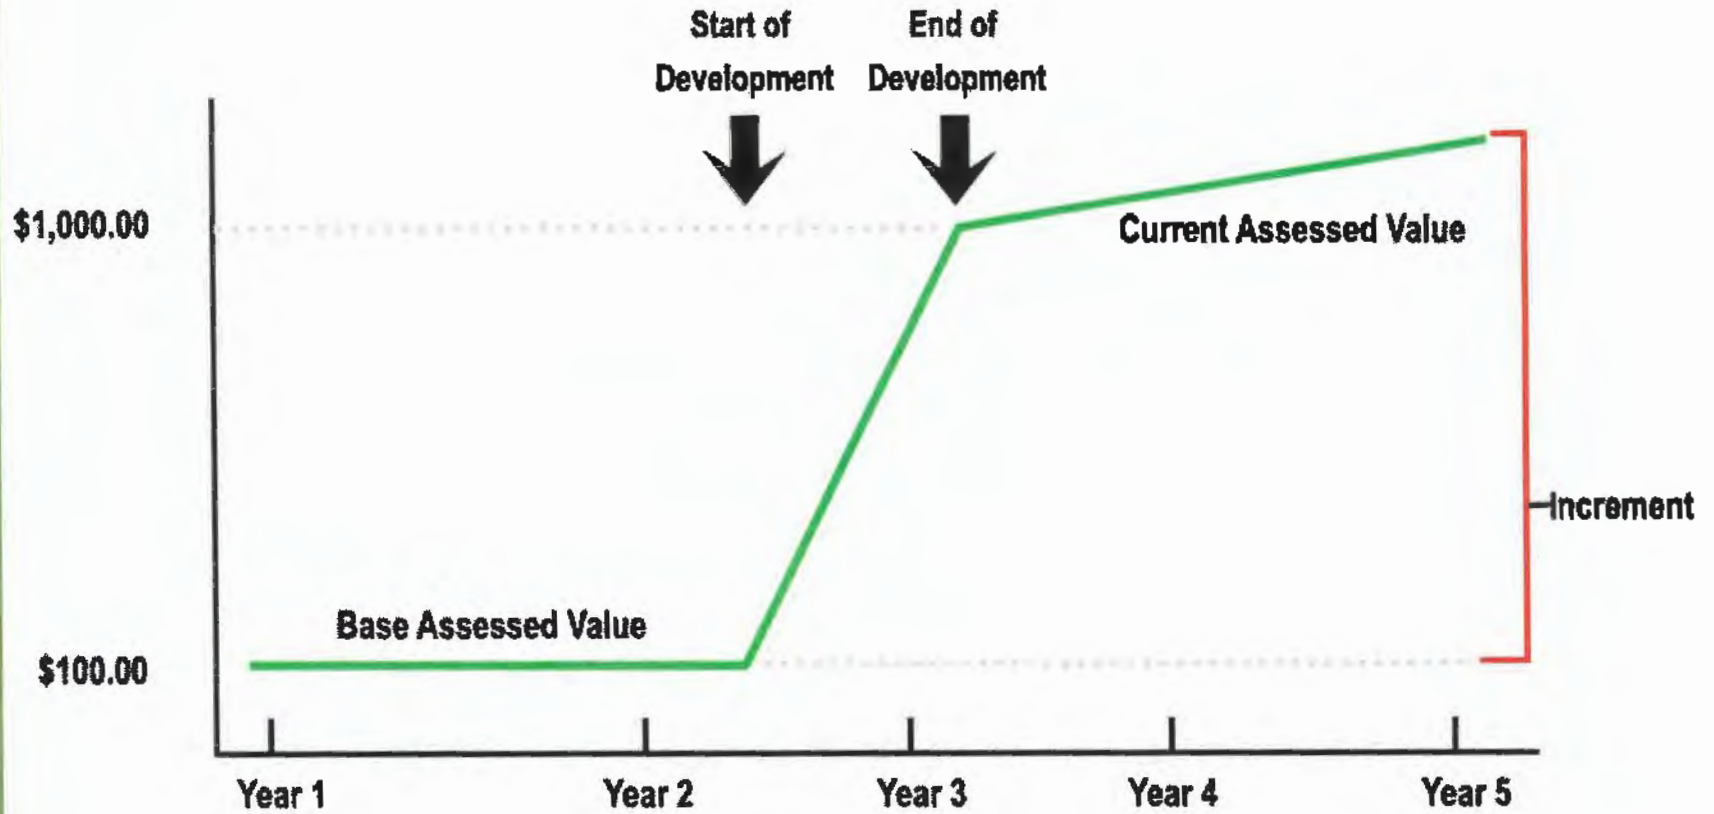 Start of
Development
End of
Development
$1,000.00
Current Assessed Value
Increment
Base Assessed Value
$100.00
Year 1
Year 2
Year 3
Year 4
Year 5